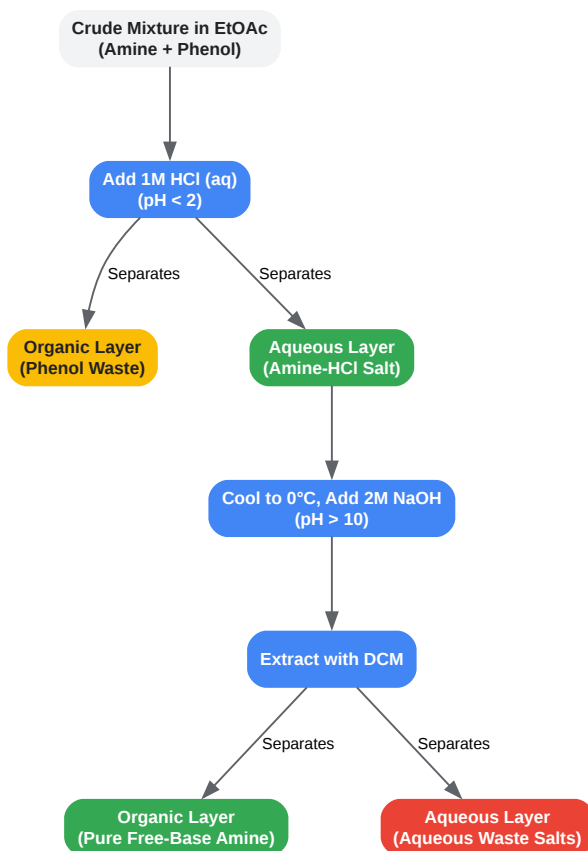 Crude Mixture in EtOAc
(Amine + Phenol)
Add 1M HCl (aq)
(pH < 2)
Separates
Separates
Organic Layer
(Phenol Waste)
Aqueous Layer
(Amine-HCl Salt)
Cool to 0°C, Add 2M NaOH
(pH > 10)
Extract with DCM
Separates
Separates
Organic Layer
(Pure Free-Base Amine)
Aqueous Layer
(Aqueous Waste Salts)